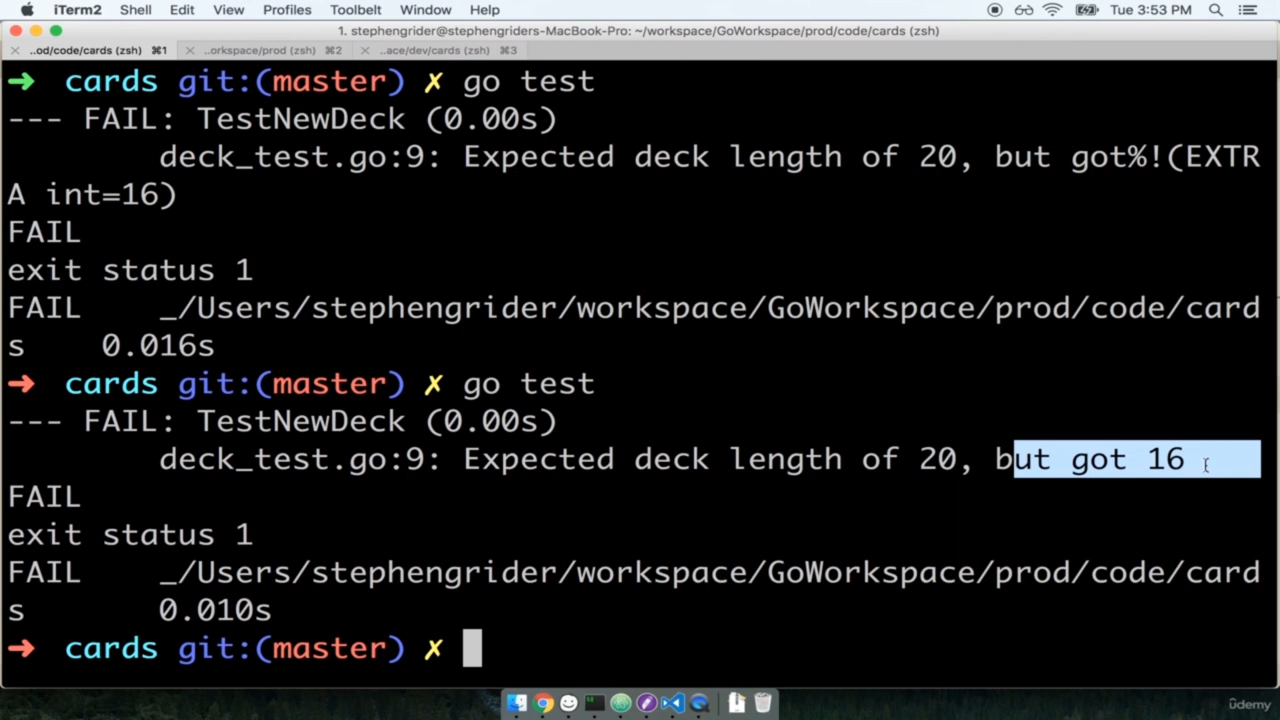 iTerm2 Shell Edit View Profiles Toolbelt Window Help Tue 3:53 PM
1. stephengrider@stephengriders-MacBook-Pro: ~/workspace/GoWorkspace/prod/code/cards (zsh)
..od/code/cards (zsh) ⌘1 ..orkspace/prod (zsh) ⌘2 ...ace/dev/cards (zsh) ⌘3
➜ cards git:(master) ✗ go test
--- FAIL: TestNewDeck (0.00s)
deck_test.go:9: Expected deck length of 20, but got%!(EXTR
A int=16)
FAIL
exit status 1
FAIL _/Users/stephengrider/workspace/GoWorkspace/prod/code/card
s 0.016s
➜ cards git:(master) ✗ go test
--- FAIL: TestNewDeck (0.00s)
deck_test.go:9: Expected deck length of 20, but got 16
FAIL
exit status 1
FAIL _/Users/stephengrider/workspace/GoWorkspace/prod/code/card
s 0.010s
➜ cards git:(master) ✗
ûdemy